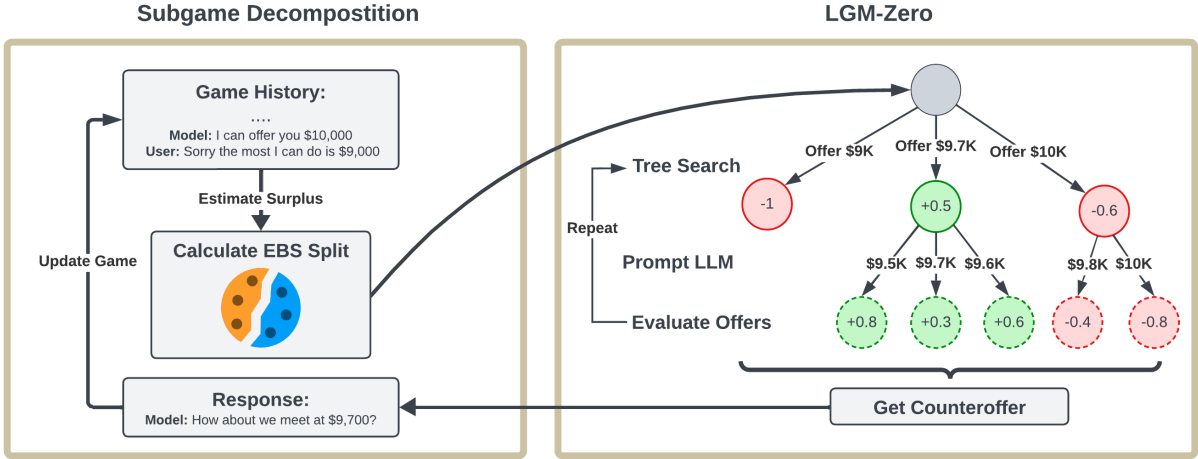 Subgame Decompostition
Game History:
....
Model: I can offer you $10,000
User: Sorry the most I can do is $9,000
Estimate Surplus
Calculate EBS Split
Update Game
Response:
Model: How about we meet at $9,700?
LGM-Zero
Offer $9K
Offer $9.7K
Offer $10K
Tree Search
-1
+0.5
-0.6
Repeat
Prompt LLM
$9.5K
$9.7K
$9.6K
$9.8K
$10K
Evaluate Offers
+0.8
+0.3
+0.6
-0.4
-0.8
Get Counteroffer